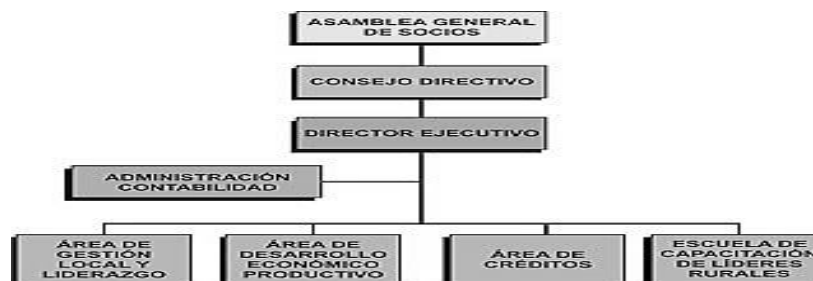 ASAMBLEA GENERAL
DE SOCIOS
CONSEJO DIRECTIVO
DIRECTOR EJECUTIVO
ADMINISTRACIÓN
CONTABILIDAD
ÁREA DE
GESTIÓN
LOCAL Y
LIDERAZGO
ÁREA DE
DESARROLLO
ECONÓMICO
PRODUCTIVO
ÁREA DE
CRÉDITOS
ESCUELA DE
CAPACITACIÓN
DE LÍDERES
RURALES